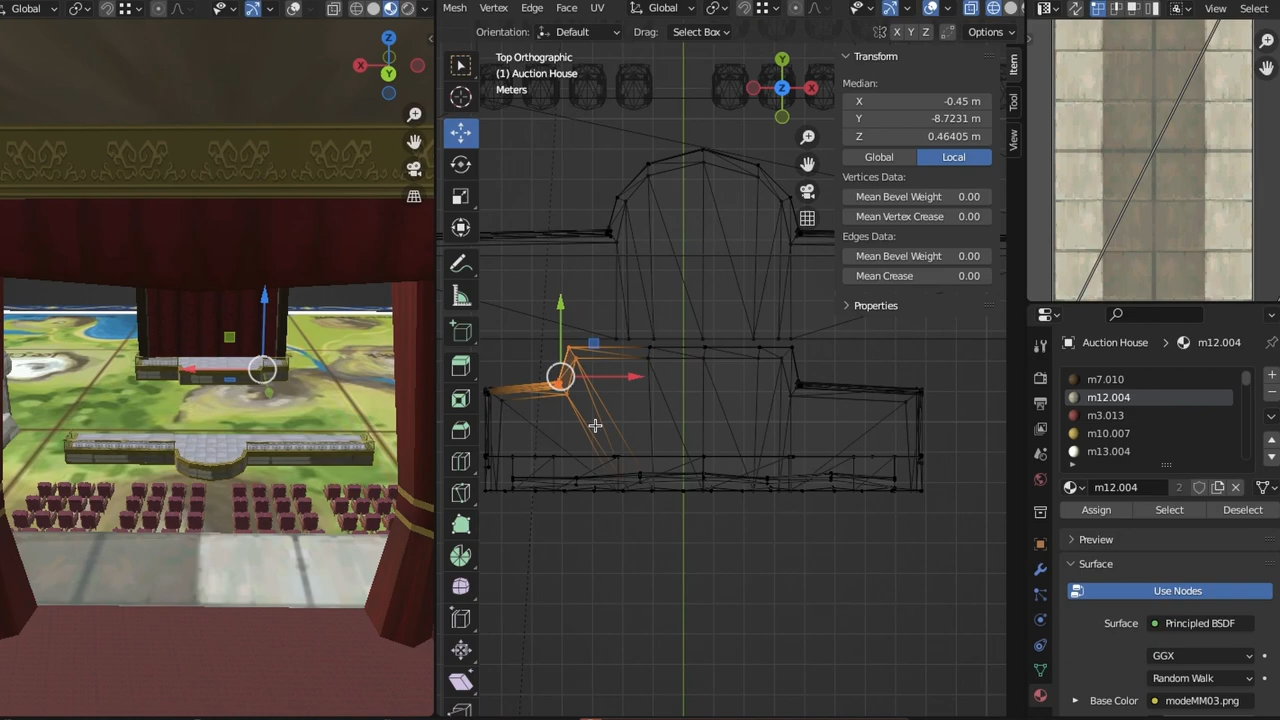 Global
Mesh Vertex Edge Face UV Global
View Select
Orientation: Default Drag: Select Box X Y Z Options
Top Orthographic
(1) Auction House
Meters
Transform
Median:
X -0.45 m
Y -8.7231 m
Z 0.46405 m
Global Local
Vertices Data:
Mean Bevel Weight 0.00
Mean Vertex Crease 0.00
Edges Data:
Mean Bevel Weight 0.00
Mean Crease 0.00
Properties
Item
Tool
View
Z
X
Y
Y
Z
X
Auction House m12.004
m7.010
m12.004
m3.013
m10.007
m13.004
m12.004 2
Assign Select Deselect
Preview
Surface
Use Nodes
Surface Principled BSDF
GGX
Random Walk
Base Color modeMM03.png